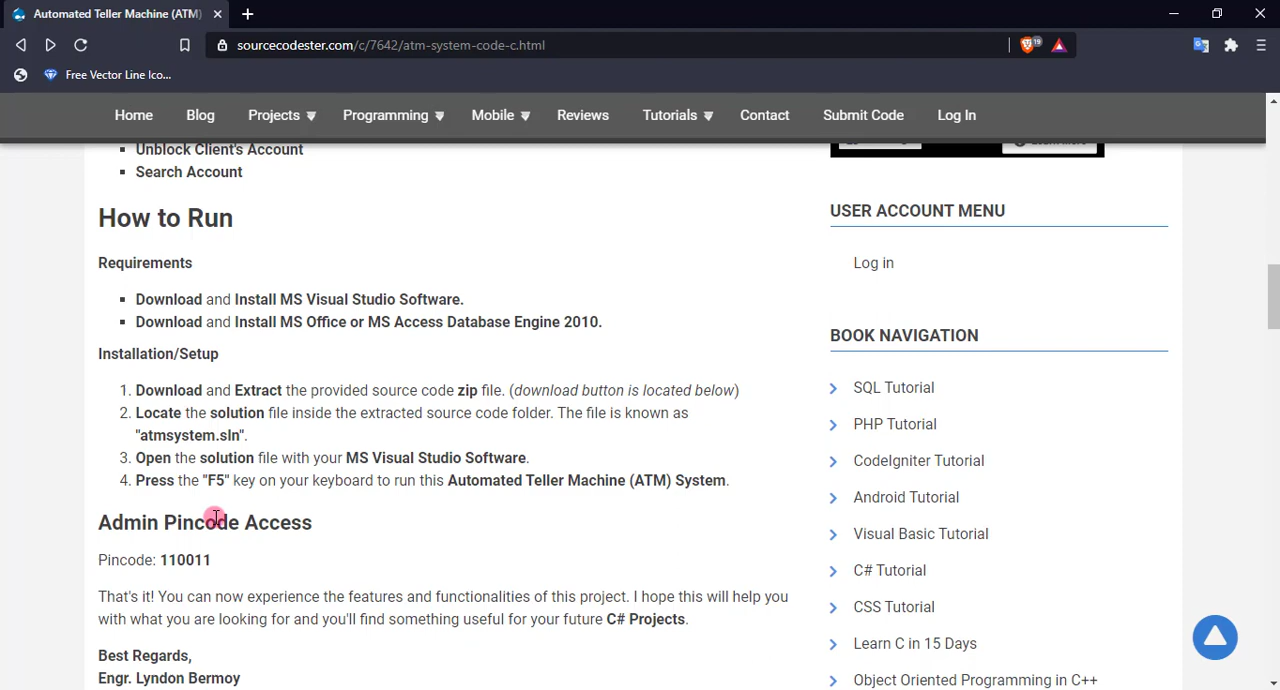 Automated Teller Machine (ATM)
sourcecodester.com/c/7642/atm-system-code-c.html
19
Free Vector Line Ico...
Home Blog Projects Programming Mobile Reviews Tutorials Contact Submit Code Log In
Unblock Client's Account
Search Account
How to Run
Requirements
Download and Install MS Visual Studio Software.
Download and Install MS Office or MS Access Database Engine 2010.
Installation/Setup
1. Download and Extract the provided source code zip file. (download button is located below)
2. Locate the solution file inside the extracted source code folder. The file is known as
"atmsystem.sln".
3. Open the solution file with your MS Visual Studio Software.
4. Press the "F5" key on your keyboard to run this Automated Teller Machine (ATM) System.
Admin Pincode Access
Pincode: 110011
That's it! You can now experience the features and functionalities of this project. I hope this will help you
with what you are looking for and you'll find something useful for your future C# Projects.
Best Regards,
Engr. Lyndon Bermoy
USER ACCOUNT MENU
Log in
BOOK NAVIGATION
SQL Tutorial
PHP Tutorial
CodeIgniter Tutorial
Android Tutorial
Visual Basic Tutorial
C# Tutorial
CSS Tutorial
Learn C in 15 Days
Object Oriented Programming in C++